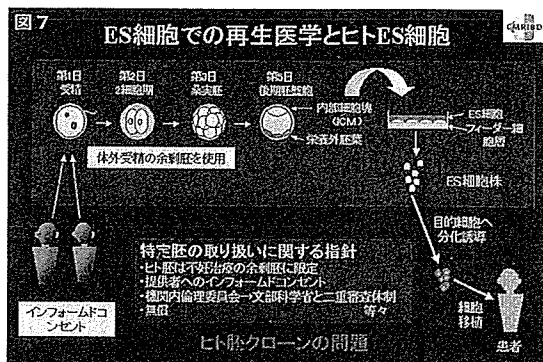 図7
CMRIBD
ES細胞での再生医学とヒトES細胞
第1日
受精
第2日
2細胞期
第3日
桑実胚
第5日
後期胚盤胞
内部細胞塊
(ICM)
栄養外胚葉
ES細胞
フィーダー細
胞層
体外受精の余剰胚を使用
ES細胞株
目的細胞へ
分化誘導
特定胚の取り扱いに関する指針
・ヒト胚は不妊治療の余剰胚に限定
・提供者へのインフォームドコンセント
・機関内倫理委員会→文部科学省と二重審査体制
・無償 等々
インフォームドコ
ンセント
細胞
移植
患者
ヒト胚クローンの問題